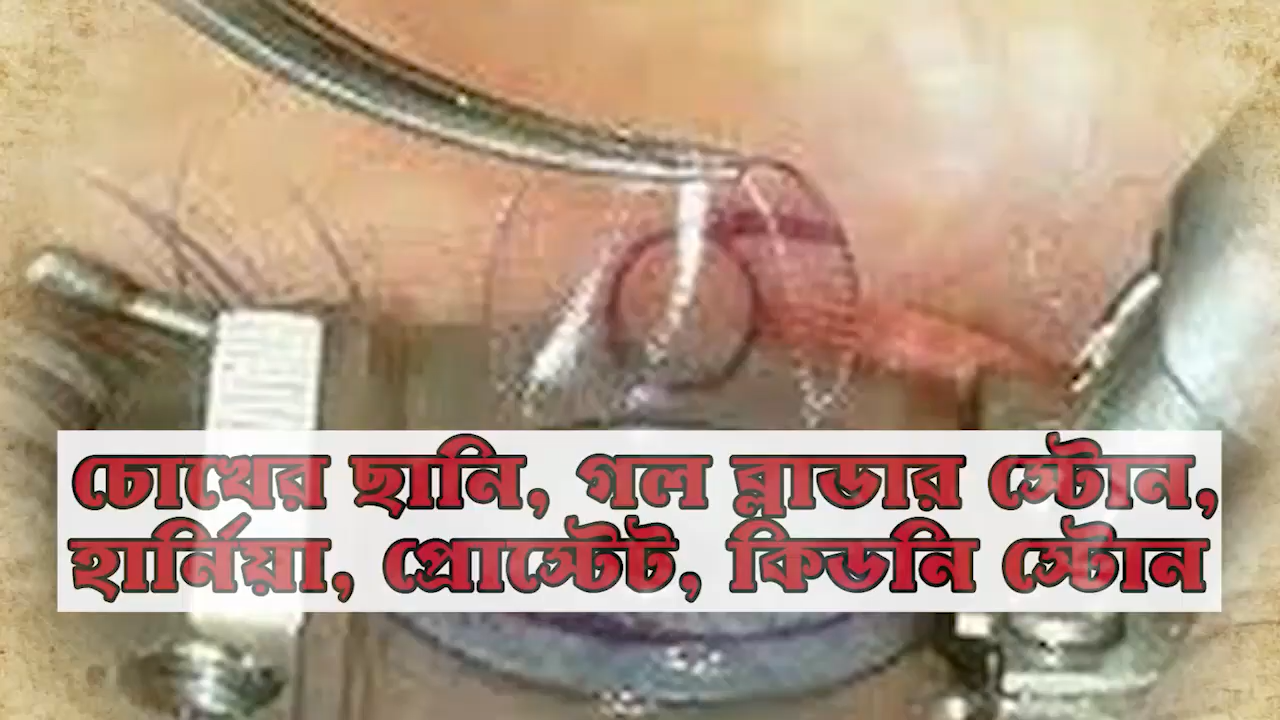 চোখের ছানি, গল ব্লাডার স্টোন,
হার্নিয়া, প্রোস্টেট, কিডনি স্টোন